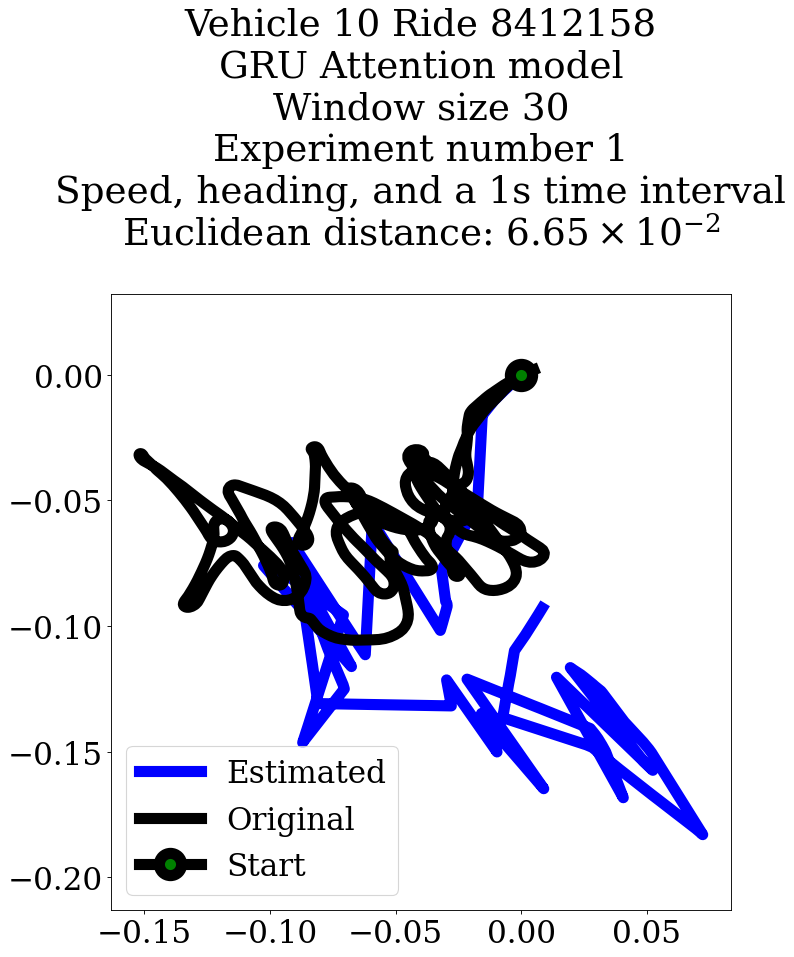 Vehicle 10 Ride 8412158
GRU Attention model
Window size 30
Experiment number 1
Speed, heading, and a 1s time interval
Euclidean distance: 6.65 × 10⁻²
0.00
−0.05
−0.10
−0.15
−0.20
Estimated
Original
Start
−0.15 −0.10 −0.05 0.00 0.05